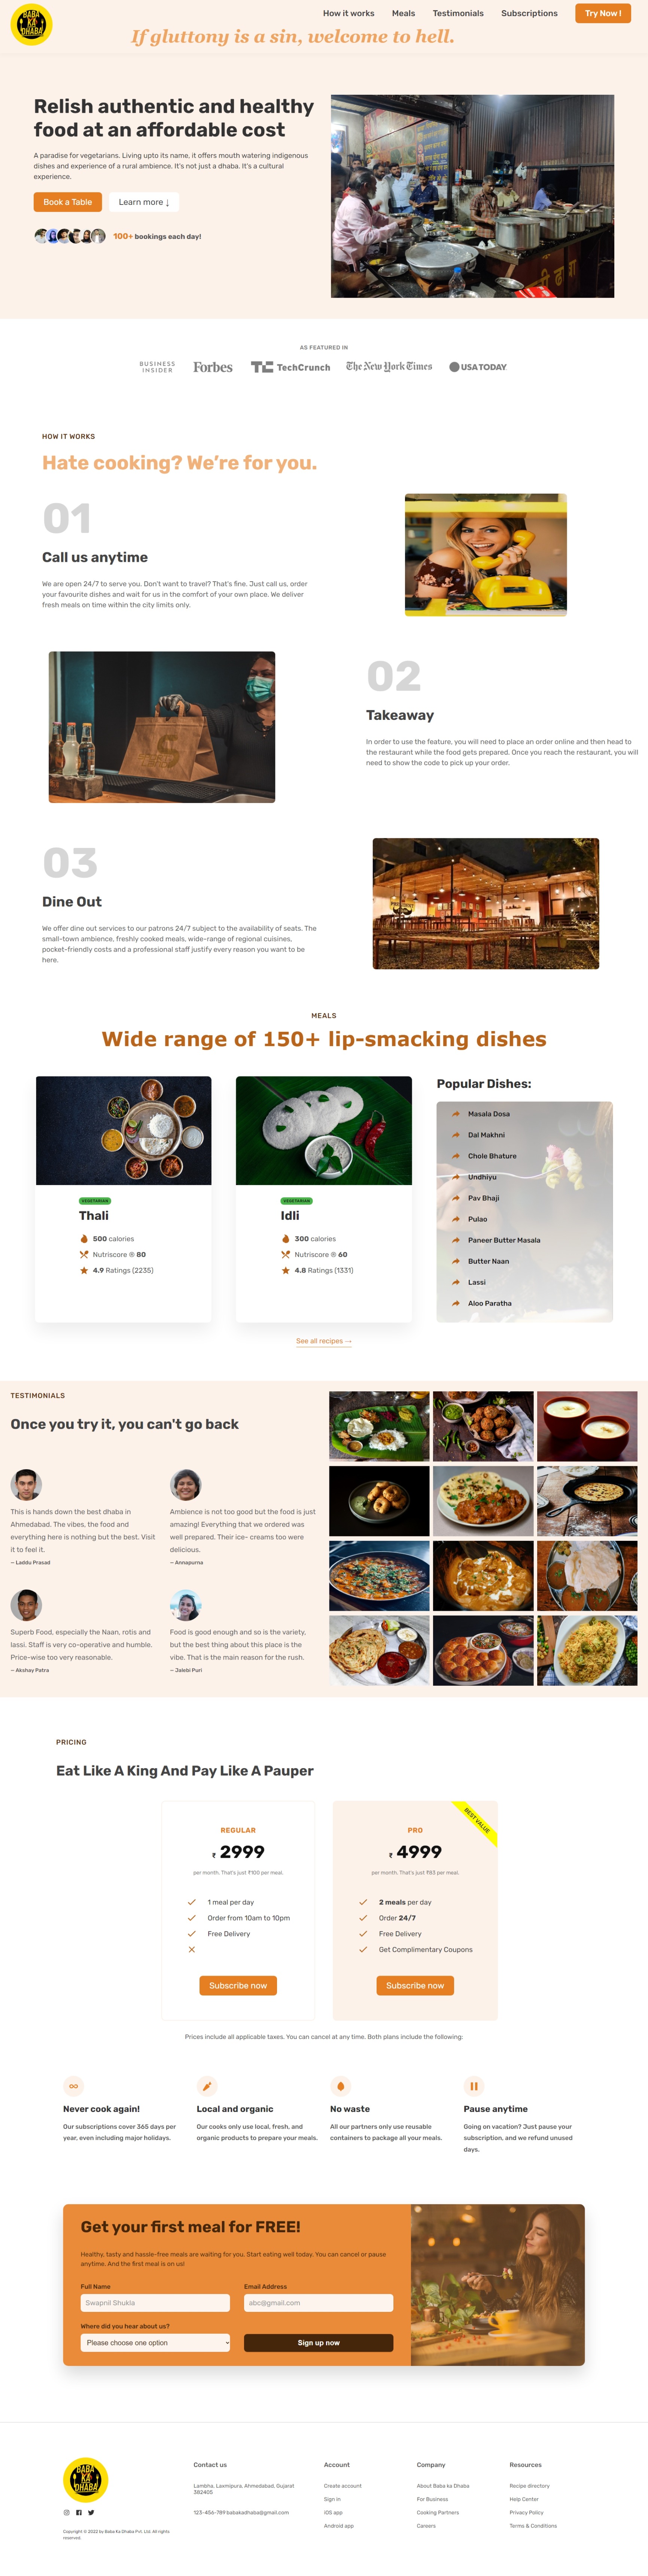 BABA
KA
DHABA
How it works
Meals
Testimonials
Subscriptions
Try Now !
If gluttony is a sin, welcome to hell.
Relish authentic and healthy
food at an affordable cost
A paradise for vegetarians. Living upto its name, it offers mouth watering indigenous
dishes and experience of a rural ambience. It's not just a dhaba. It's a cultural
experience.
Book a Table
Learn more ↓
100+ bookings each day!
AS FEATURED IN
BUSINESS
INSIDER
Forbes
TC TechCrunch
The New York Times
USA TODAY
HOW IT WORKS
Hate cooking? We're for you.
01
Call us anytime
We are open 24/7 to serve you. Don't want to travel? That's fine. Just call us, order
your favourite dishes and wait for us in the comfort of your own place. We deliver
fresh meals on time within the city limits only.
02
Takeaway
In order to use the feature, you will need to place an order online and then head to
the restaurant while the food gets prepared. Once you reach the restaurant, you will
need to show the code to pick up your order.
03
Dine Out
We offer dine out services to our patrons 24/7 subject to the availability of seats. The
small-town ambience, freshly cooked meals, wide-range of regional cuisines,
pocket-friendly costs and a professional staff justify every reason you want to be
here.
MEALS
Wide range of 150+ lip-smacking dishes
VEGETARIAN
Thali
500 calories
Nutriscore ® 80
4.9 Ratings (2235)
VEGETARIAN
Idli
300 calories
Nutriscore ® 60
4.8 Ratings (1331)
Popular Dishes:
Masala Dosa
Dal Makhni
Chole Bhature
Undhiyu
Pav Bhaji
Pulao
Paneer Butter Masala
Butter Naan
Lassi
Aloo Paratha
See all recipes →
TESTIMONIALS
Once you try it, you can't go back
This is hands down the best dhaba in
Ahmedabad. The vibes, the food and
everything here is nothing but the best. Visit
it to feel it.
— Laddu Prasad
Ambience is not too good but the food is just
amazing! Everything that we ordered was
well prepared. Their ice- creams too were
delicious.
— Annapurna
Superb Food, especially the Naan, rotis and
lassi. Staff is very co-operative and humble.
Price-wise too very reasonable.
— Akshay Patra
Food is good enough and so is the variety,
but the best thing about this place is the
vibe. That is the main reason for the rush.
— Jalebi Puri
PRICING
Eat Like A King And Pay Like A Pauper
REGULAR
₹ 2999
per month. That's just ₹100 per meal.
1 meal per day
Order from 10am to 10pm
Free Delivery
Subscribe now
BEST VALUE
PRO
₹ 4999
per month. That's just ₹83 per meal.
2 meals per day
Order 24/7
Free Delivery
Get Complimentary Coupons
Subscribe now
Prices include all applicable taxes. You can cancel at any time. Both plans include the following:
Never cook again!
Our subscriptions cover 365 days per
year, even including major holidays.
Local and organic
Our cooks only use local, fresh, and
organic products to prepare your meals.
No waste
All our partners only use reusable
containers to package all your meals.
Pause anytime
Going on vacation? Just pause your
subscription, and we refund unused
days.
Get your first meal for FREE!
Healthy, tasty and hassle-free meals are waiting for you. Start eating well today. You can cancel or pause
anytime. And the first meal is on us!
Full Name
Swapnil Shukla
Email Address
abc@gmail.com
Where did you hear about us?
Please choose one option
Sign up now
BABA
KA
DHABA
Copyright © 2022 by Baba Ka Dhaba Pvt. Ltd. All rights
reserved.
Contact us
Lambha, Laxmipura, Ahmedabad, Gujarat
382405
123-456-789 babakadhaba@gmail.com
Account
Create account
Sign in
iOS app
Android app
Company
About Baba ka Dhaba
For Business
Cooking Partners
Careers
Resources
Recipe directory
Help Center
Privacy Policy
Terms & Conditions